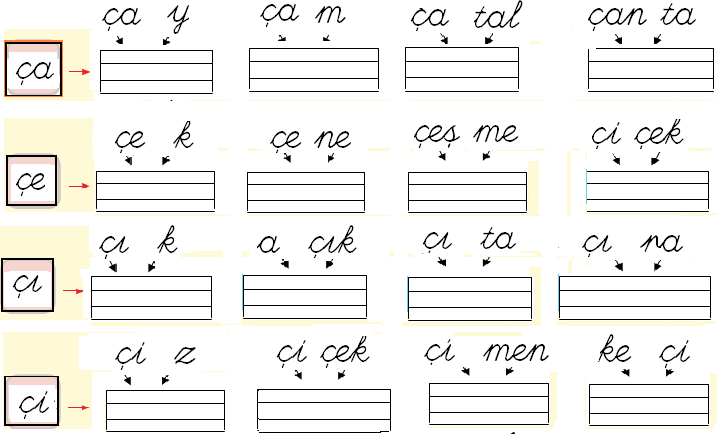 ça y ça m ça tal çan ta
ça
çe k çe ne çeş me çi çek
çe
çı k a çık çı ta çı ra
çı
çi z çi çek çi men ke çi
çi